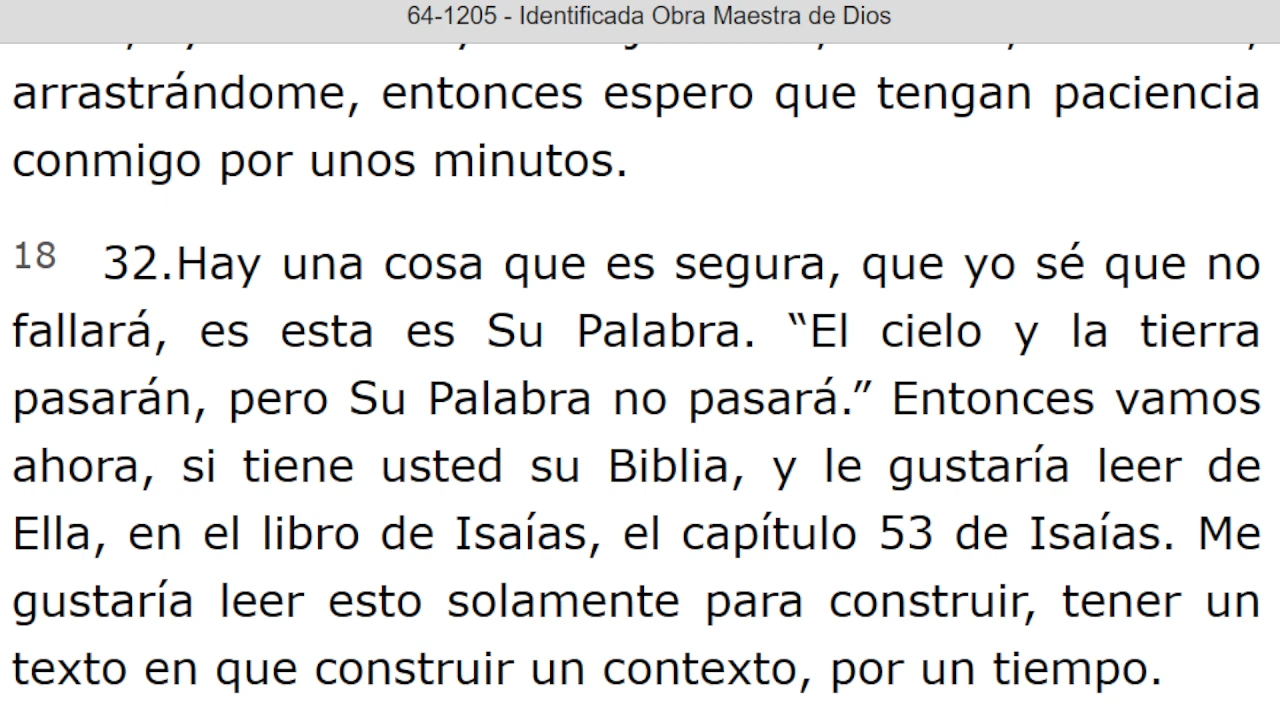 64-1205 - Identificada Obra Maestra de Dios
arrastrándome, entonces espero que tengan paciencia
conmigo por unos minutos.
18 32.Hay una cosa que es segura, que yo sé que no
fallará, es esta es Su Palabra. “El cielo y la tierra
pasarán, pero Su Palabra no pasará.” Entonces vamos
ahora, si tiene usted su Biblia, y le gustaría leer de
Ella, en el libro de Isaías, el capítulo 53 de Isaías. Me
gustaría leer esto solamente para construir, tener un
texto en que construir un contexto, por un tiempo.